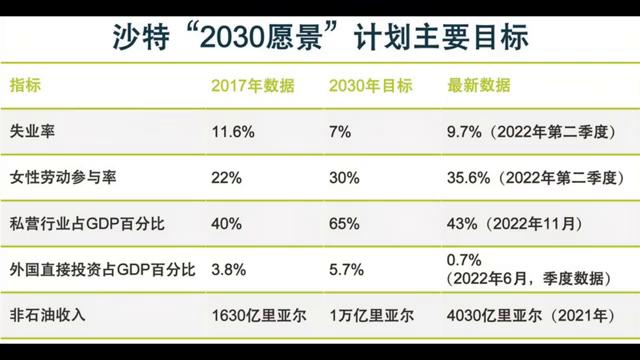 沙特“2030愿景”计划主要目标
指标 2017年数据 2030年目标 最新数据
失业率 11.6% 7% 9.7%（2022年第二季度）
女性劳动参与率 22% 30% 35.6%（2022年第二季度）
私营行业占GDP百分比 40% 65% 43%（2022年11月）
外国直接投资占GDP百分比 3.8% 5.7% 0.7%
（2022年6月，季度数据）
非石油收入 1630亿里亚尔 1万亿里亚尔 4030亿里亚尔（2021年）